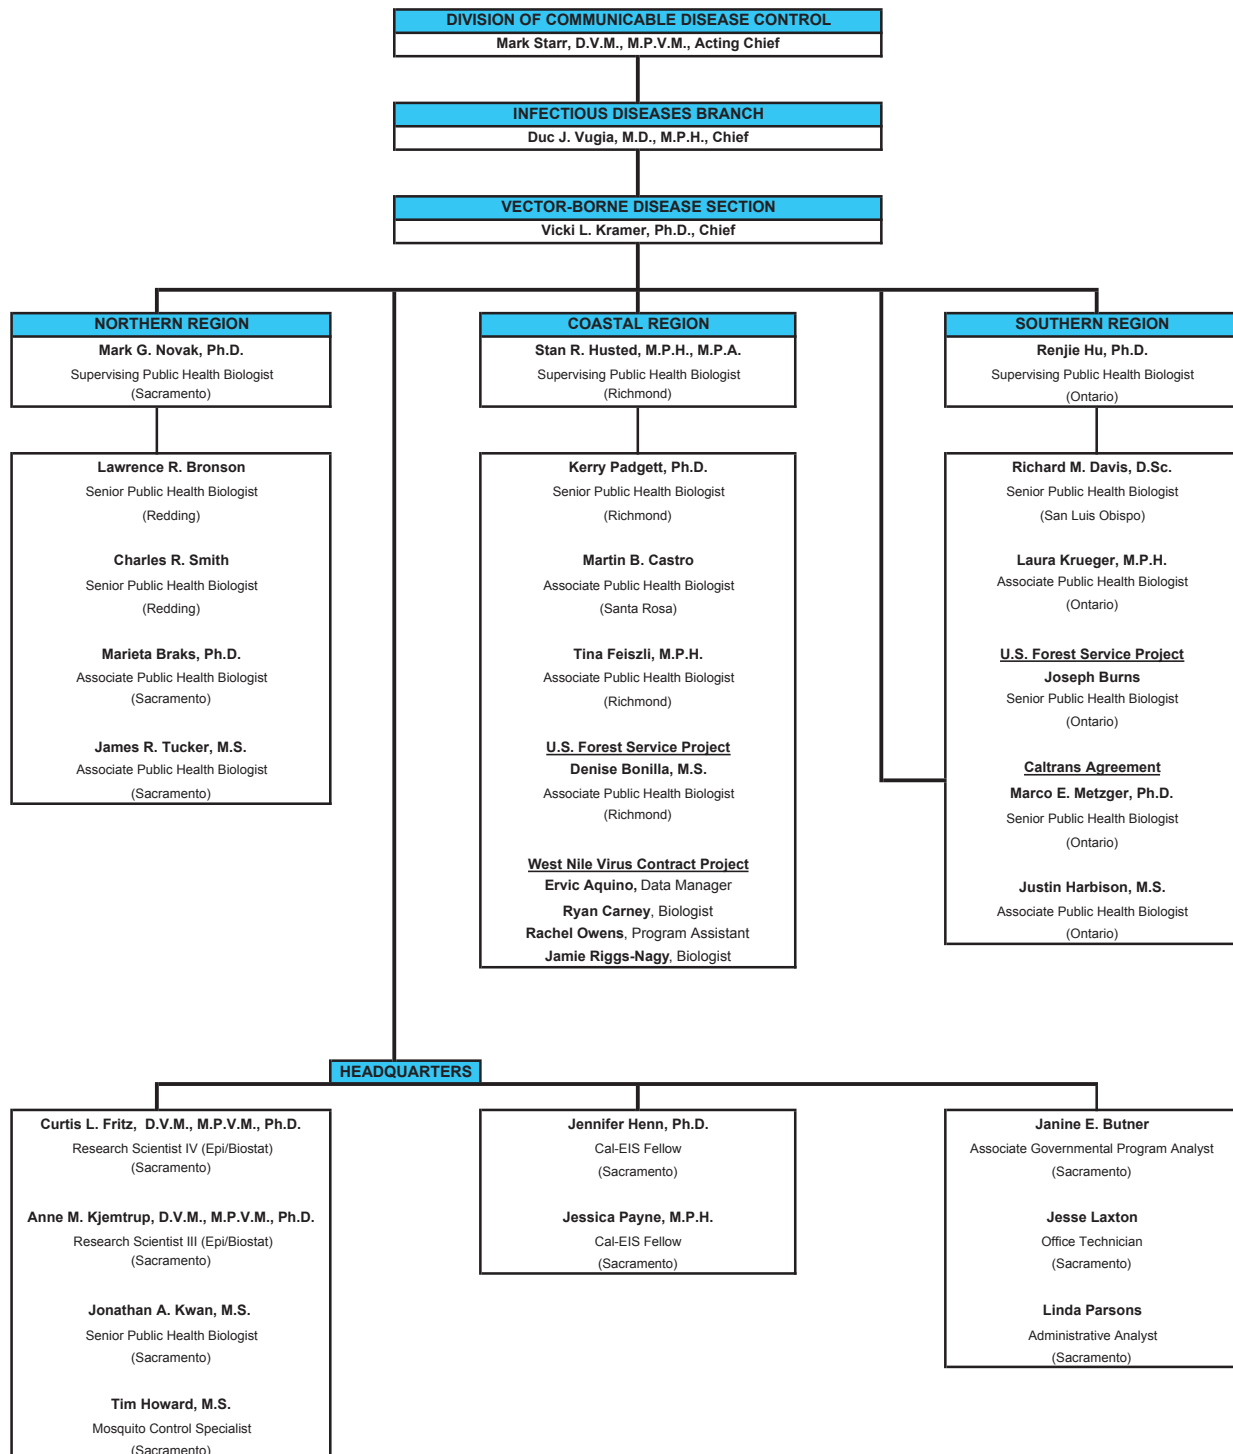 DIVISION OF COMMUNICABLE DISEASE CONTROL
Mark Starr, D.V.M., M.P.V.M., Acting Chief
INFECTIOUS DISEASES BRANCH
Duc J. Vugia, M.D., M.P.H., Chief
VECTOR-BORNE DISEASE SECTION
Vicki L. Kramer, Ph.D., Chief
NORTHERN REGION
Mark G. Novak, Ph.D.
Supervising Public Health Biologist
(Sacramento)
Lawrence R. Bronson
Senior Public Health Biologist
(Redding)
Charles R. Smith
Senior Public Health Biologist
(Redding)
Marieta Braks, Ph.D.
Associate Public Health Biologist
(Sacramento)
James R. Tucker, M.S.
Associate Public Health Biologist
(Sacramento)
COASTAL REGION
Stan R. Husted, M.P.H., M.P.A.
Supervising Public Health Biologist
(Richmond)
Kerry Padgett, Ph.D.
Senior Public Health Biologist
(Richmond)
Martin B. Castro
Associate Public Health Biologist
(Santa Rosa)
Tina Feiszli, M.P.H.
Associate Public Health Biologist
(Richmond)
U.S. Forest Service Project
Denise Bonilla, M.S.
Associate Public Health Biologist
(Richmond)
West Nile Virus Contract Project
Ervic Aquino, Data Manager
Ryan Carney, Biologist
Rachel Owens, Program Assistant
Jamie Riggs-Nagy, Biologist
SOUTHERN REGION
Renjie Hu, Ph.D.
Supervising Public Health Biologist
(Ontario)
Richard M. Davis, D.Sc.
Senior Public Health Biologist
(San Luis Obispo)
Laura Krueger, M.P.H.
Associate Public Health Biologist
(Ontario)
U.S. Forest Service Project
Joseph Burns
Senior Public Health Biologist
(Ontario)
Caltrans Agreement
Marco E. Metzger, Ph.D.
Senior Public Health Biologist
(Ontario)
Justin Harbison, M.S.
Associate Public Health Biologist
(Ontario)
HEADQUARTERS
Curtis L. Fritz, D.V.M., M.P.V.M., Ph.D.
Research Scientist IV (Epi/Biostat)
(Sacramento)
Anne M. Kjemtrup, D.V.M., M.P.V.M., Ph.D.
Research Scientist III (Epi/Biostat)
(Sacramento)
Jonathan A. Kwan, M.S.
Senior Public Health Biologist
(Sacramento)
Tim Howard, M.S.
Mosquito Control Specialist
(Sacramento)
Jennifer Henn, Ph.D.
Cal-EIS Fellow
(Sacramento)
Jessica Payne, M.P.H.
Cal-EIS Fellow
(Sacramento)
Janine E. Butner
Associate Governmental Program Analyst
(Sacramento)
Jesse Laxton
Office Technician
(Sacramento)
Linda Parsons
Administrative Analyst
(Sacramento)